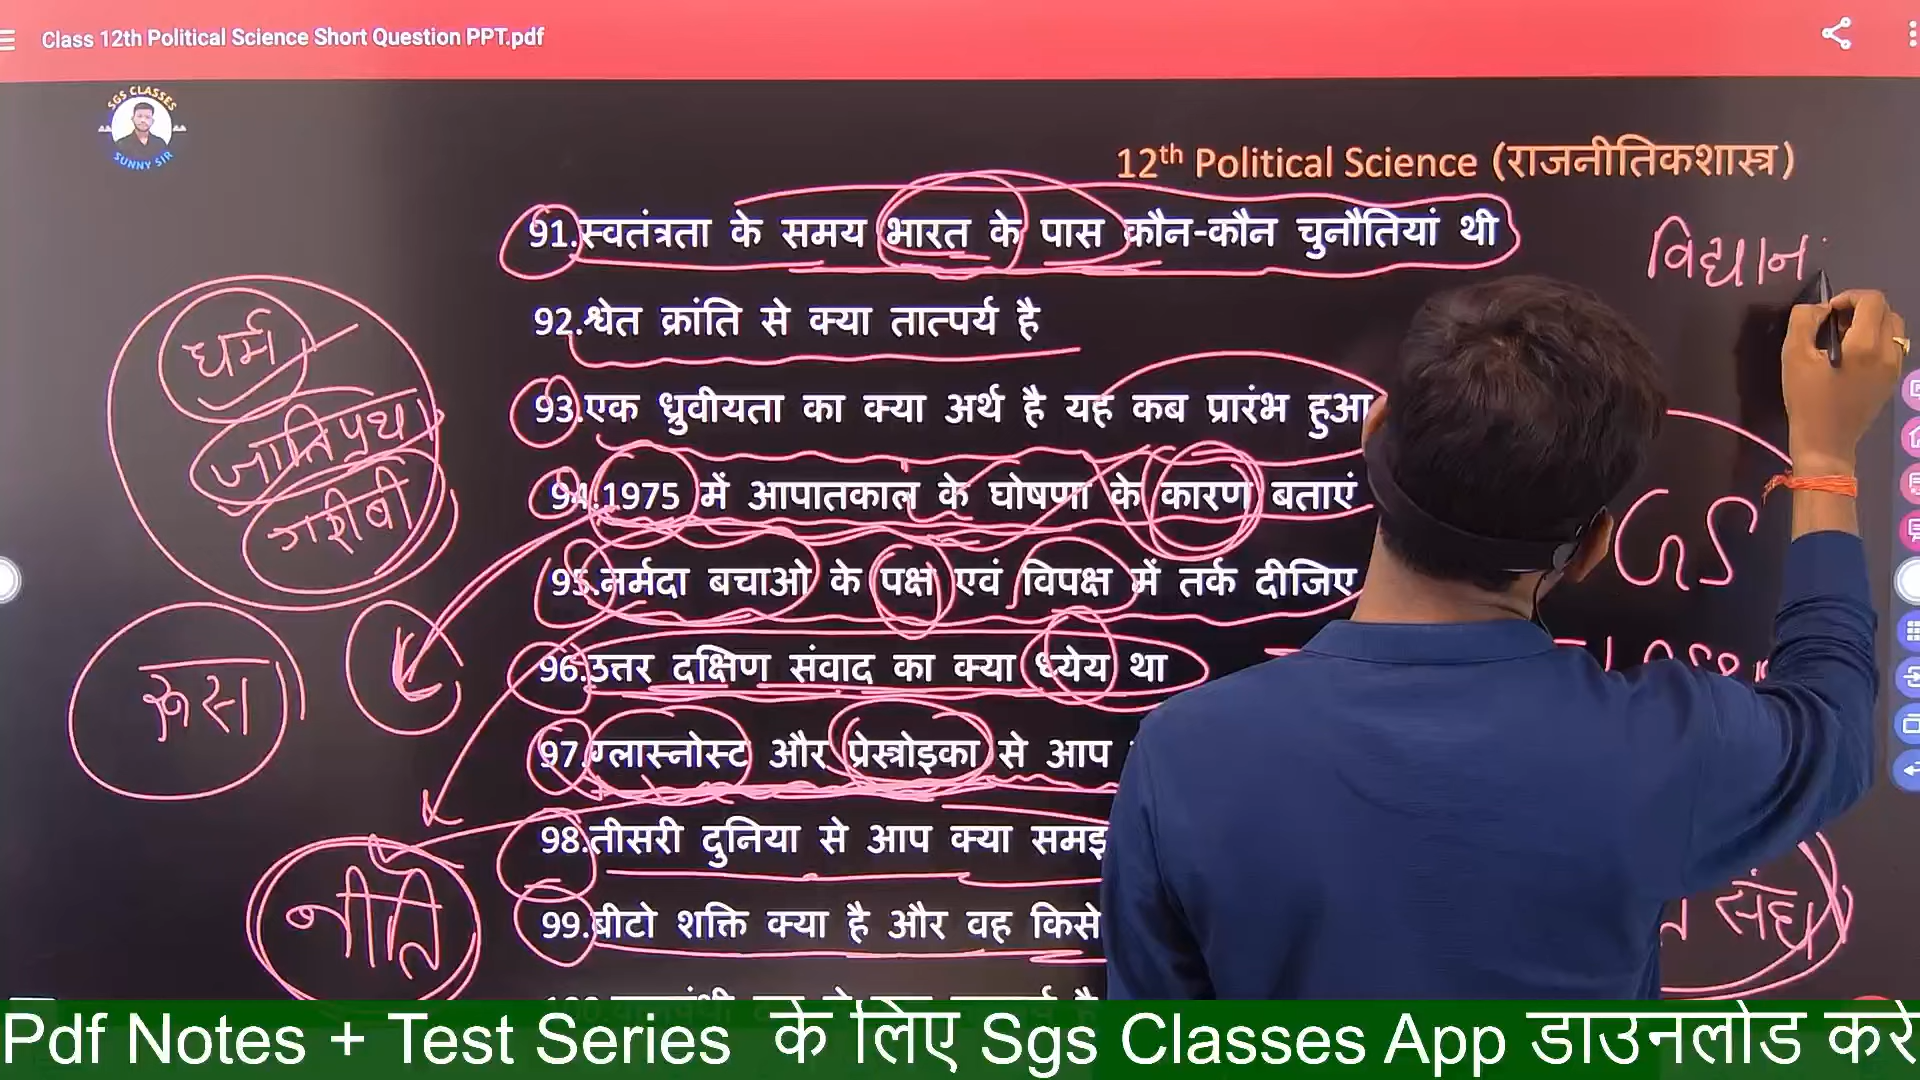 Class 12th Political Science Short Question PPT.pdf
SGS CLASSES
SUNNY SIR
12th Political Science (राजनीतिकशास्त्र)
91.स्वतंत्रता के समय भारत के पास कौन-कौन चुनौतियां थी
विद्यान
92.श्वेत क्रांति से क्या तात्पर्य है
धर्म
जातिप्रथा
गरीबी
93.एक ध्रुवीयता का क्या अर्थ है यह कब प्रारंभ हुआ
94.1975 में आपातकाल के घोषणा के कारण बताएं
GS
95.नर्मदा बचाओ के पक्ष एवं विपक्ष में तर्क दीजिए
96.उत्तर दक्षिण संवाद का क्या ध्येय था
रूस
97.ग्लास्नोस्ट और प्रेस्त्रोइका से आप
98.तीसरी दुनिया से आप क्या समझ
नीति
99.बीटो शक्ति क्या है और वह किसे
संघ
Pdf Notes + Test Series के लिए Sgs Classes App डाउनलोड करे